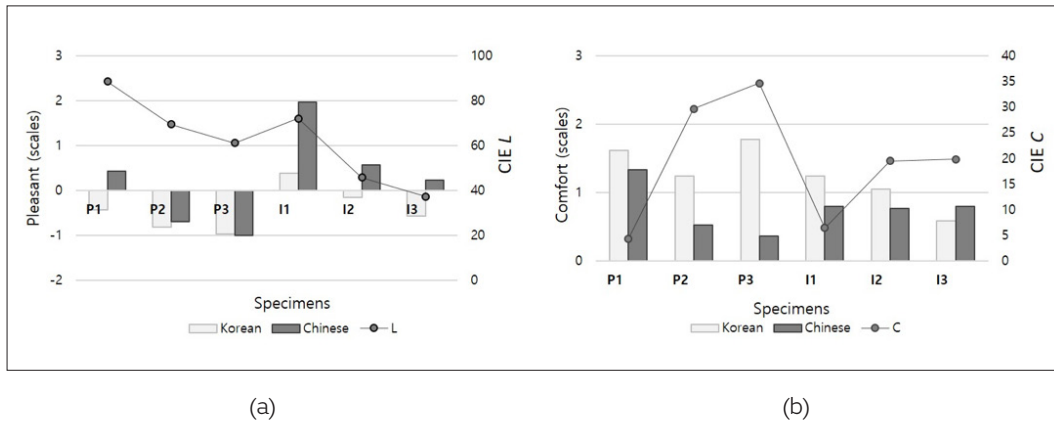 3
2
1
0
-1
-2
Pleasant (scales)
P1
P2
P3
I1
I2
I3
100
80
60
40
20
0
CIE L
Specimens
Korean
Chinese
L
3
2
1
0
Comfort (scales)
P1
P2
P3
I1
I2
I3
40
35
30
25
20
15
10
5
0
CIE C
Specimens
Korean
Chinese
C
(a)
(b)